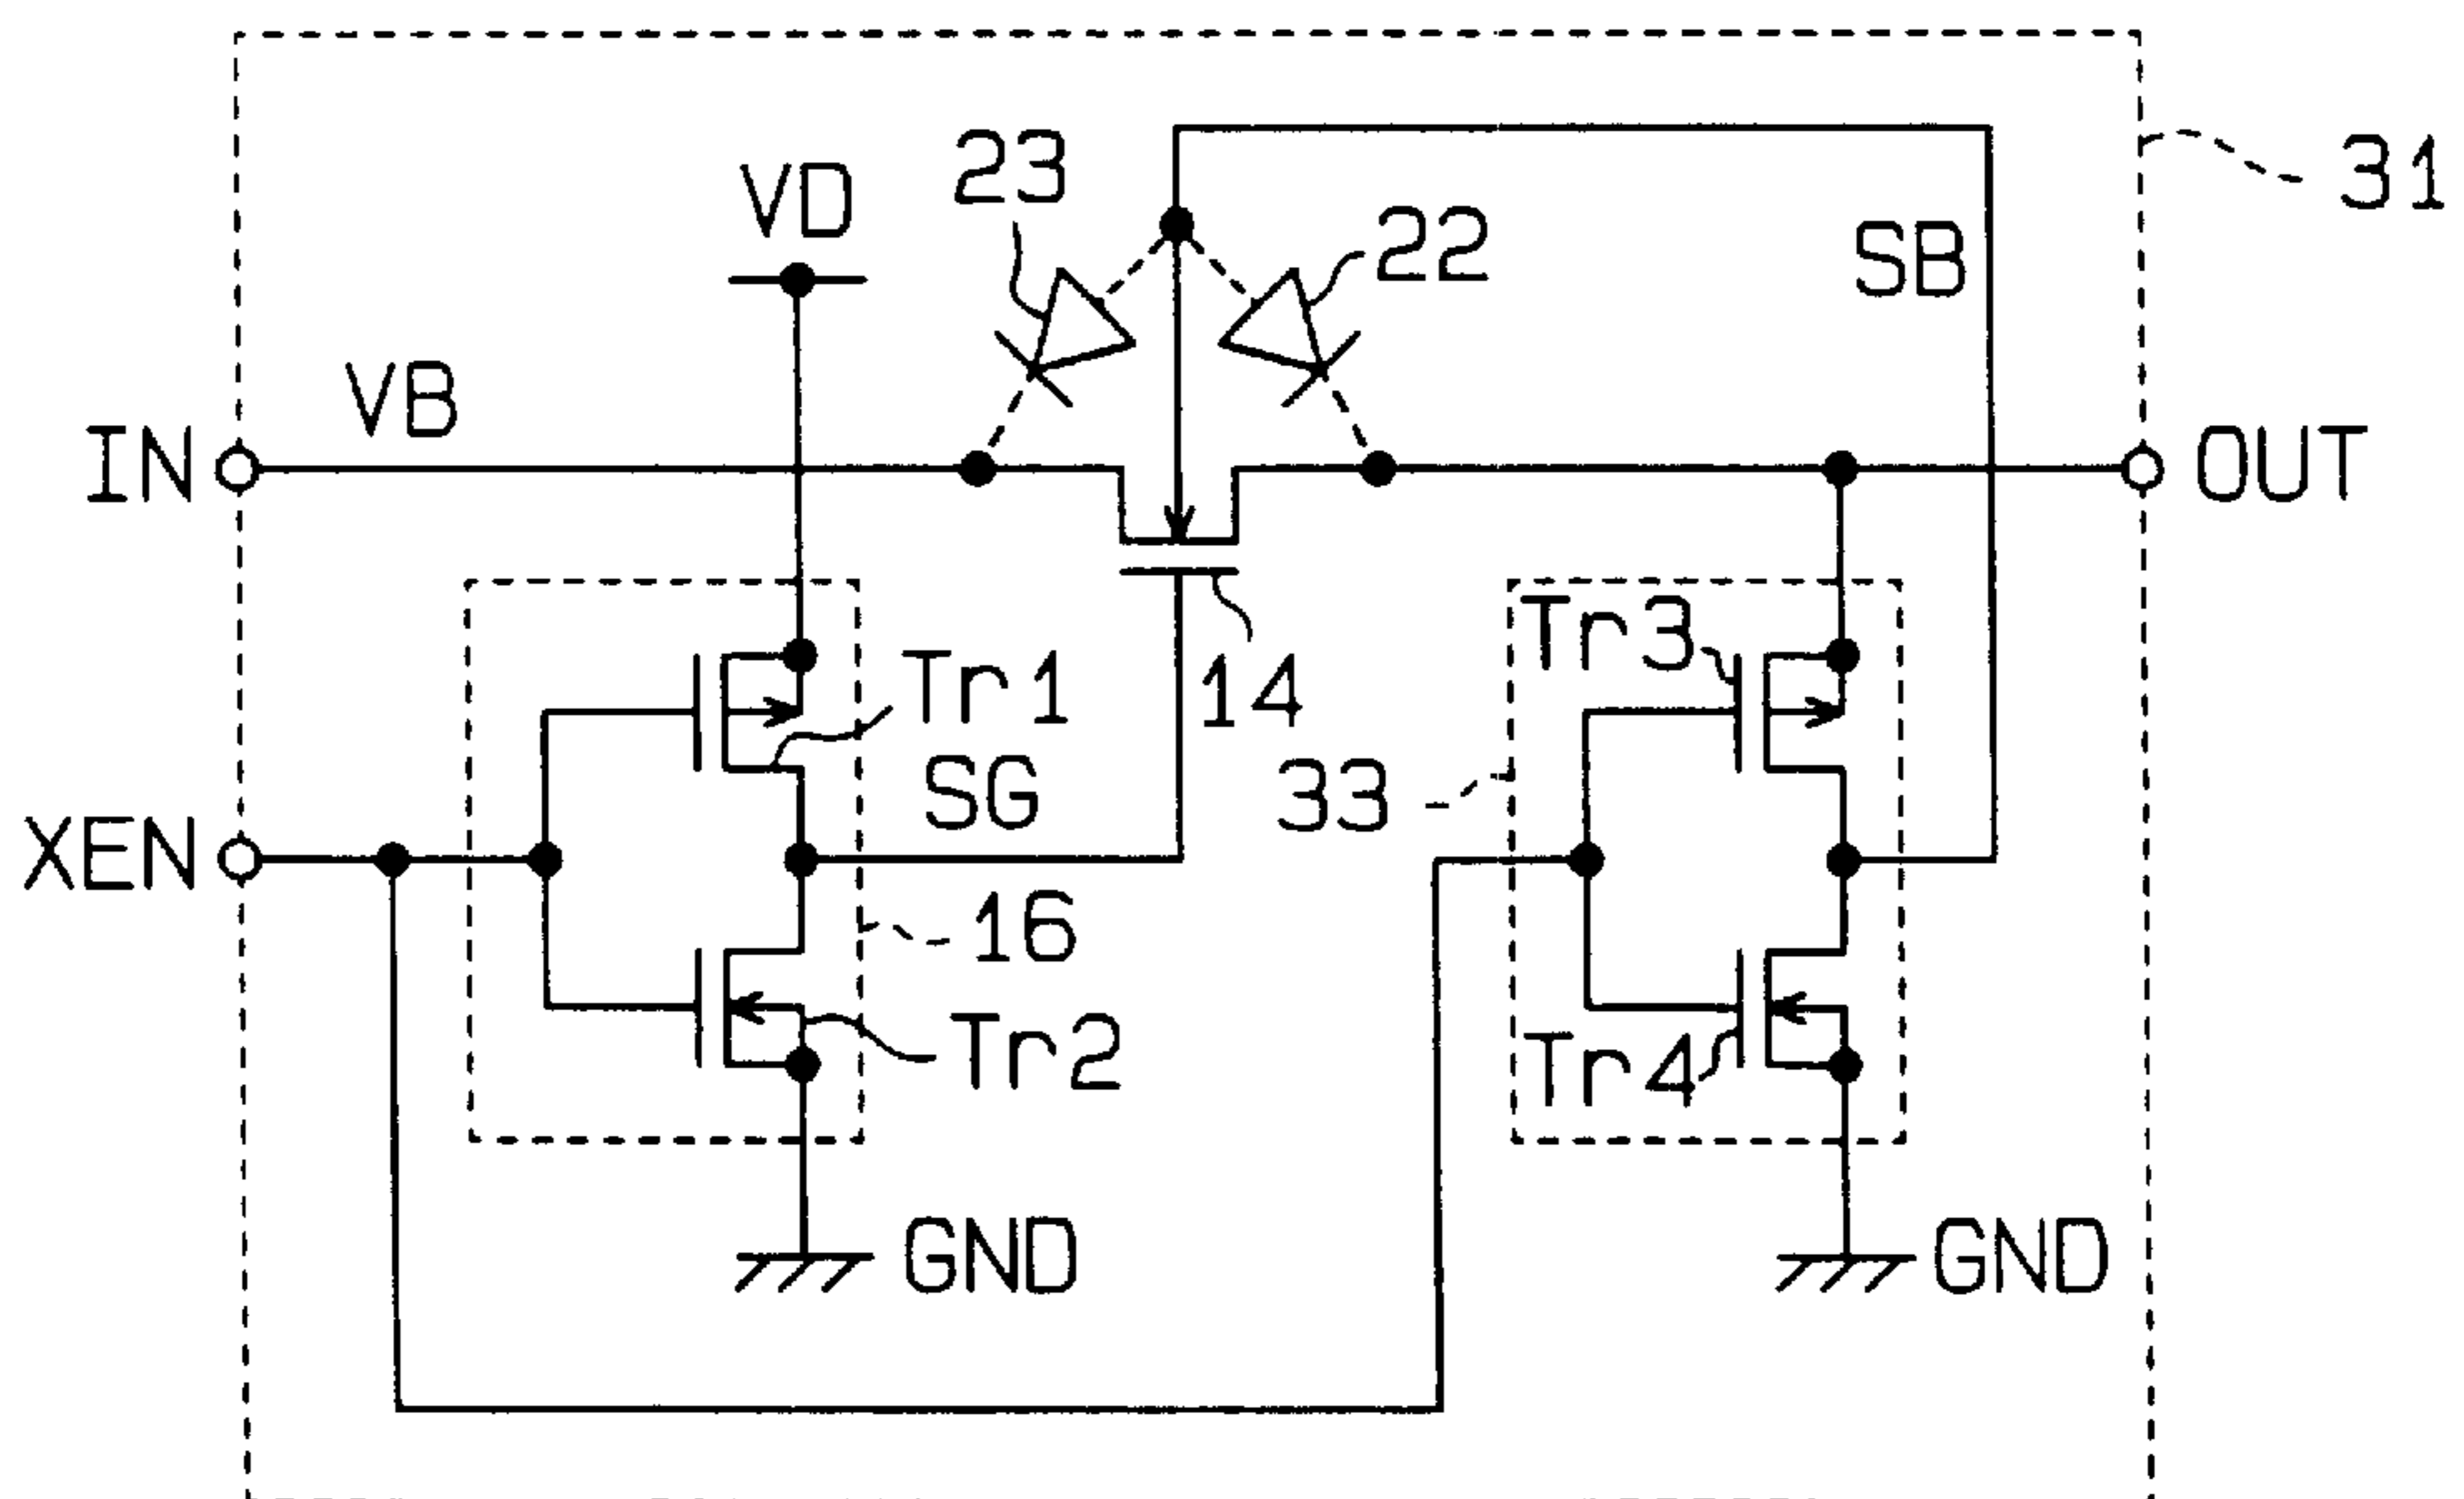 31
23
VD
22
SB
VB
IN
OUT
Tr3
Tr1
14
SG
33
XEN
16
Tr2
Tr4
GND
GND